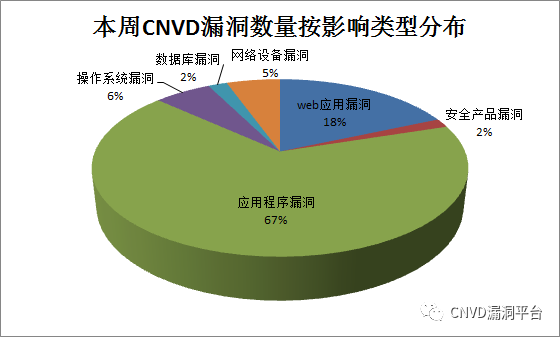 本周CNVD漏洞数量按影响类型分布
数据库漏洞
2%
网络设备漏洞
5%
操作系统漏洞
6%
web应用漏洞
18%
安全产品漏洞
2%
应用程序漏洞
67%
CNVD漏洞平台